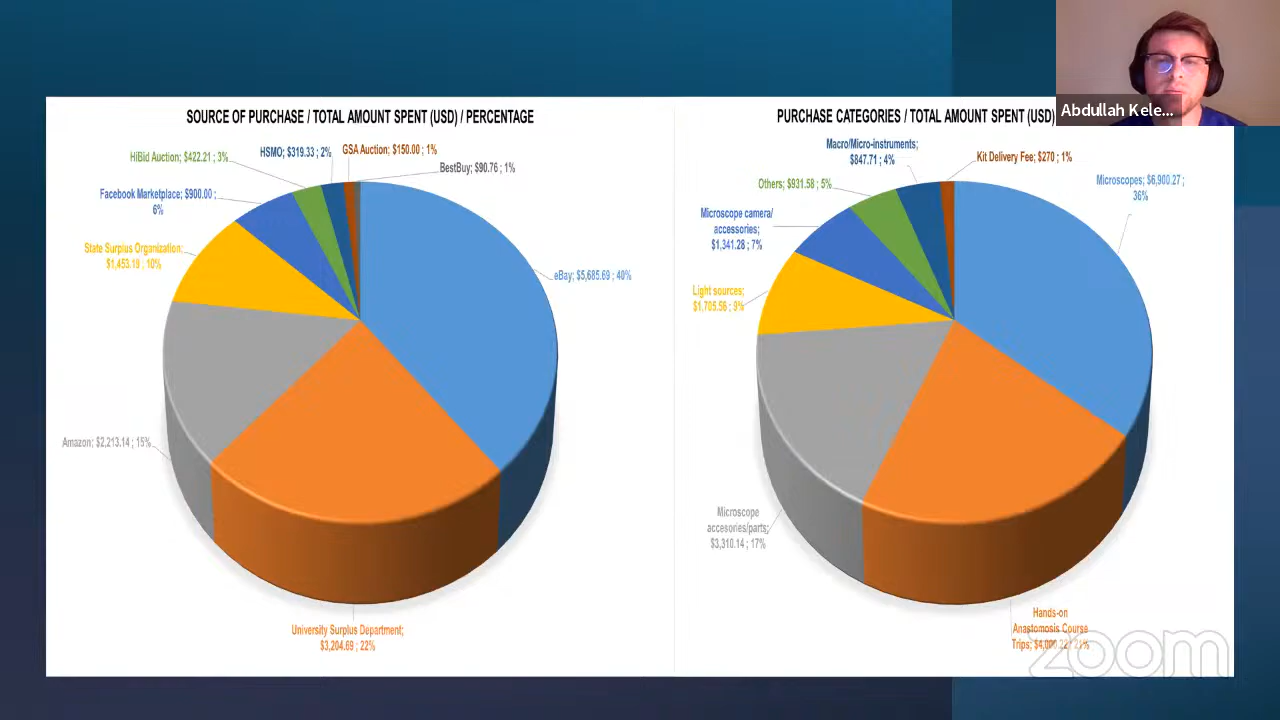 Abdullah Kele...
SOURCE OF PURCHASE / TOTAL AMOUNT SPENT (USD) / PERCENTAGE
HiBid Auction; $422.21 ; 3%
HSMO; $319.33 ; 2%
GSA Auction; $150.00 ; 1%
BestBuy; $90.76 ; 1%
Facebook Marketplace; $900.00 ;
6%
State Surplus Organization;
$1,453.19 ; 10%
eBay; $5,685.69 ; 40%
Amazon; $2,213.14 ; 15%
University Surplus Department;
$3,204.69 ; 22%
PURCHASE CATEGORIES / TOTAL AMOUNT SPENT (USD)
Macro/Micro-instruments;
$847.71 ; 4%
Kit Delivery Fee; $270 ; 1%
Others; $931.58 ; 5%
Microscopes; $6,900.27 ;
36%
Microscope camera/
accessories;
$1,341.28 ; 7%
Light sources;
$1,705.56 ; 9%
Microscope
accesories/parts;
$3,310.14 ; 17%
Hands-on
Anastomosis Course
Trips; 21%
zoom